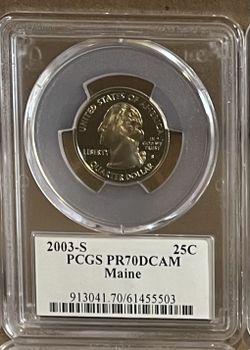 UNITED STATES OF AMERICA
LIBERTY
IN
GOD WE
TRUST
S
QUARTER DOLLAR
2003-S 25C
PCGS PR70DCAM
Maine
913041.70/61455503